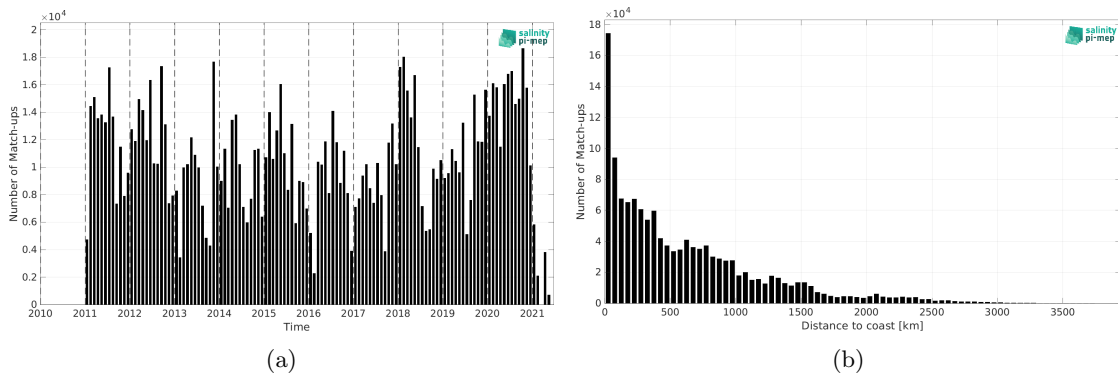 ×10⁴
2
1.8
1.6
1.4
1.2
1
0.8
0.6
0.4
0.2
0
Number of Match-ups
2010 2011 2012 2013 2014 2015 2016 2017 2018 2019 2020 2021
Time
salinity
pi-mep
(a)
×10⁴
18
16
14
12
10
8
6
4
2
0
Number of Match-ups
0 500 1000 1500 2000 2500 3000 3500
Distance to coast [km]
salinity
pi-mep
(b)